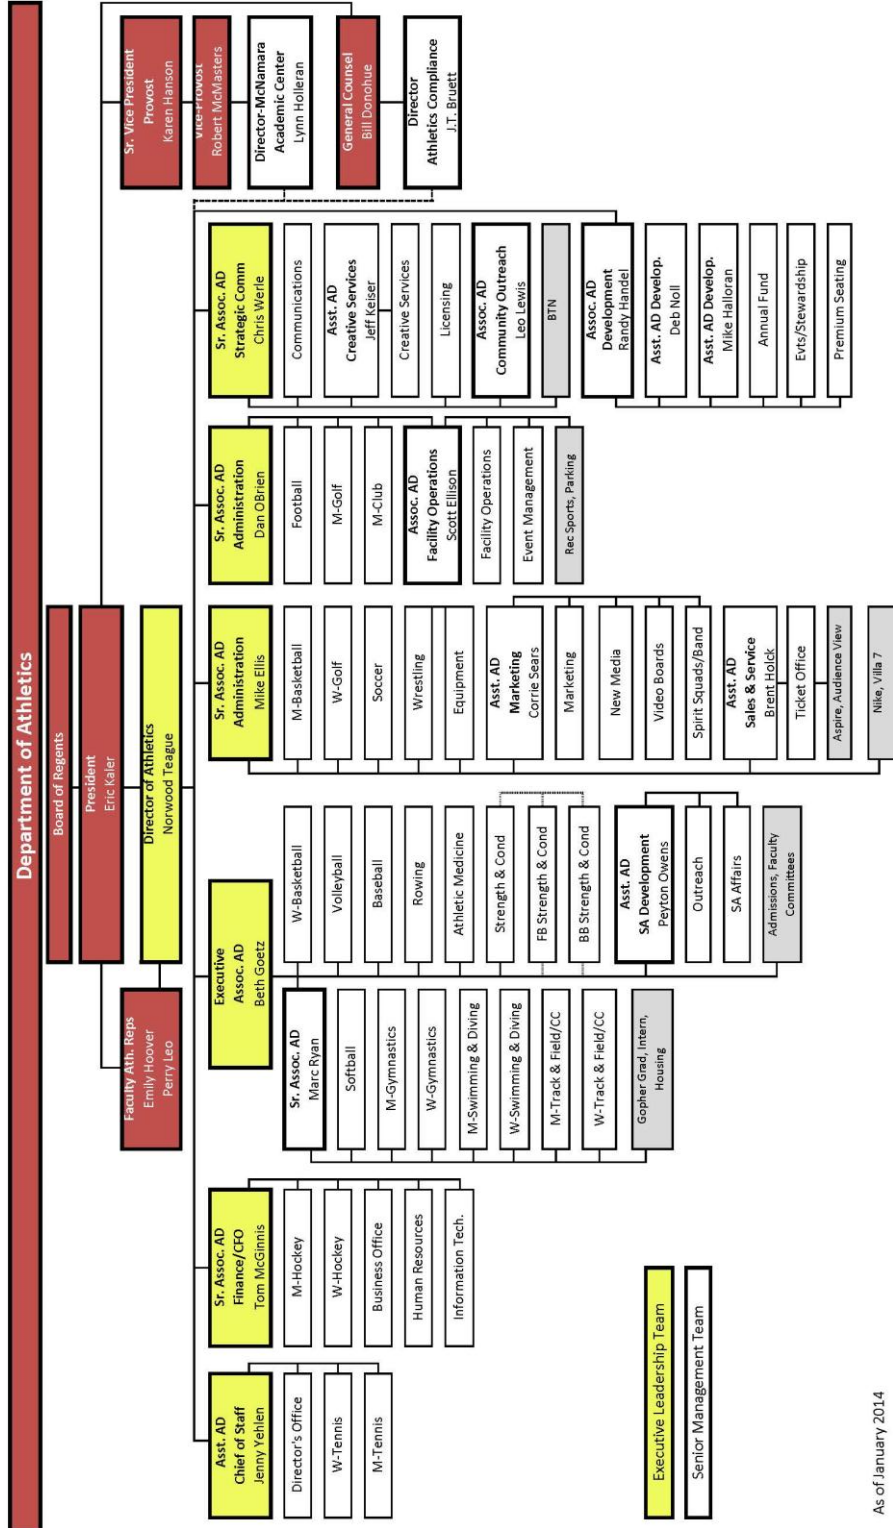 Department of Athletics
Board of Regents
President
Eric Kaler
Director of Athletics
Norwood Teague
Faculty Ath. Reps
Emily Hoover
Perry Leo
Sr. Vice President
Provost
Karen Hanson
Vice-Provost
Robert McMasters
Director-McNamara
Academic Center
Lynn Holleran
General Counsel
Bill Donohue
Director
Athletics Compliance
J.T. Bruett
Asst. AD
Chief of Staff
Jenny Yehlen
Director's Office
W-Tennis
M-Tennis
Sr. Assoc. AD
Finance/CFO
Tom McGinnis
M-Hockey
W-Hockey
Business Office
Human Resources
Information Tech.
Executive
Assoc. AD
Beth Goetz
Sr. Assoc. AD
Marc Ryan
Softball
M-Gymnastics
W-Gymnastics
M-Swimming & Diving
W-Swimming & Diving
M-Track & Field/CC
W-Track & Field/CC
Gopher Grad, Intern,
Housing
W-Basketball
Volleyball
Baseball
Rowing
Athletic Medicine
Strength & Cond
FB Strength & Cond
BB Strength & Cond
Asst. AD
SA Development
Peyton Owens
Outreach
SA Affairs
Admissions, Faculty
Committees
Sr. Assoc. AD
Administration
Mike Ellis
M-Basketball
W-Golf
Soccer
Wrestling
Equipment
Asst. AD
Marketing
Corrie Sears
Marketing
New Media
Video Boards
Spirit Squads/Band
Asst. AD
Sales & Service
Brent Holck
Ticket Office
Aspire, Audience View
Nike, Villa 7
Sr. Assoc. AD
Administration
Dan OBrien
Football
M-Golf
M-Club
Assoc. AD
Facility Operations
Scott Ellison
Facility Operations
Event Management
Rec Sports, Parking
Sr. Assoc. AD
Strategic Comm
Chris Werle
Communications
Asst. AD
Creative Services
Jeff Keiser
Creative Services
Licensing
Assoc. AD
Community Outreach
Leo Lewis
BTN
Assoc. AD
Development
Randy Handel
Asst. AD Develop.
Deb Noll
Asst. AD Develop.
Mike Halloran
Annual Fund
Evts/Stewardship
Premium Seating
Executive Leadership Team
Senior Management Team
As of January 2014